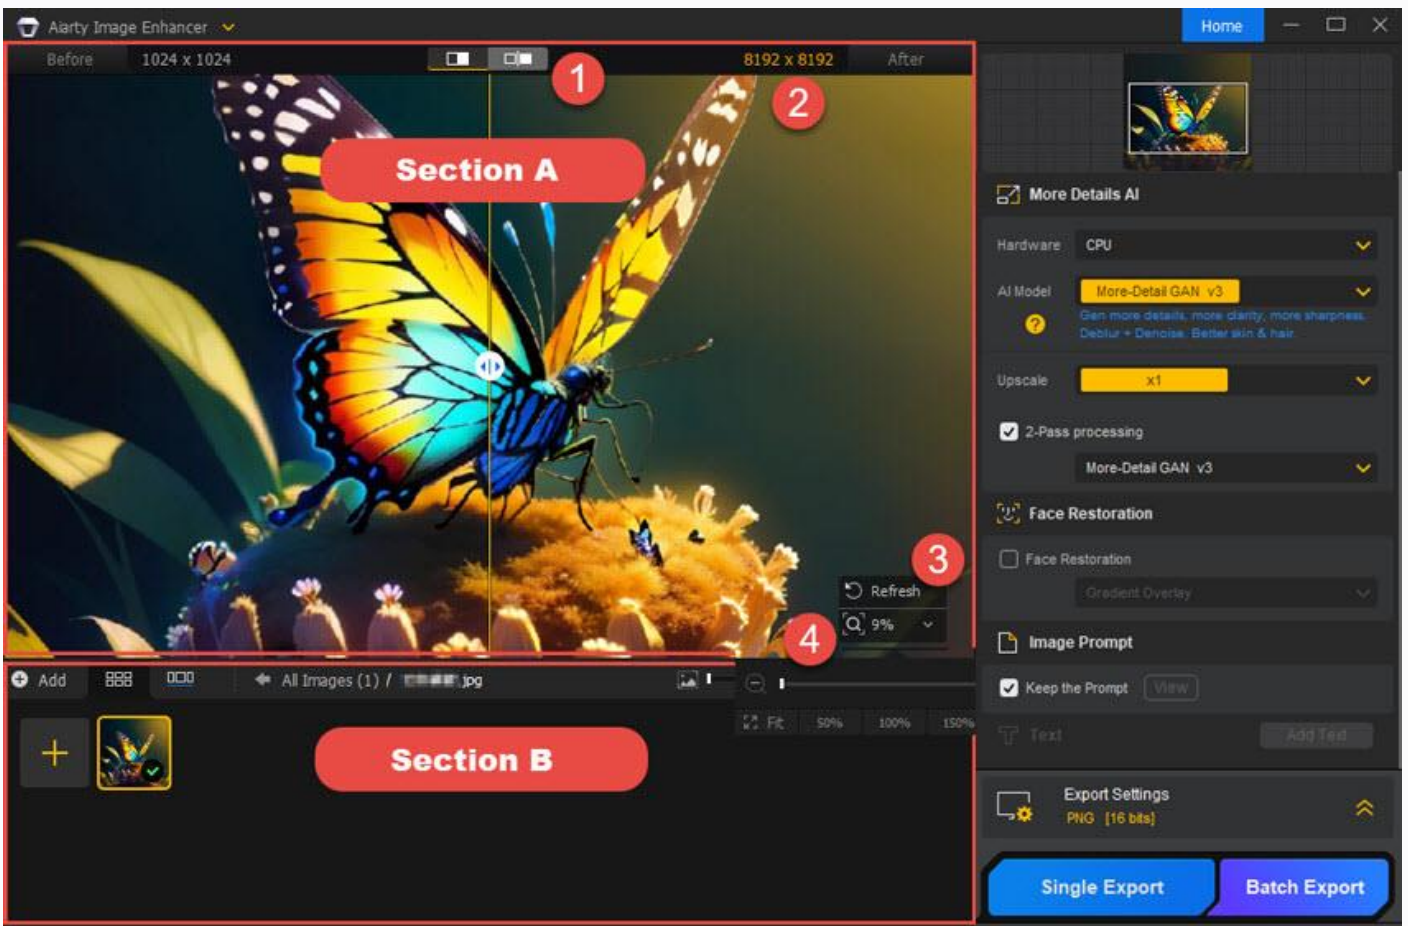 Aiarty Image Enhancer
Home
Before 1024 x 1024 8192 x 8192 After
1
2
Section A
More Details AI
Hardware CPU
AI Model More-Detail GAN v3
Gen more details, more clarity, more sharpness.
Deblur + Denoise. Better skin & hair.
?
Upscale x1
2-Pass processing
More-Detail GAN v3
Face Restoration
Face Restoration
Gradient Overlay
Image Prompt
Keep the Prompt View
Text Add Text
3
Refresh
4
9%
Add All Images (1) / .jpg
Fit 50% 100% 150%
Section B
Export Settings
PNG [16 bits]
Single Export Batch Export